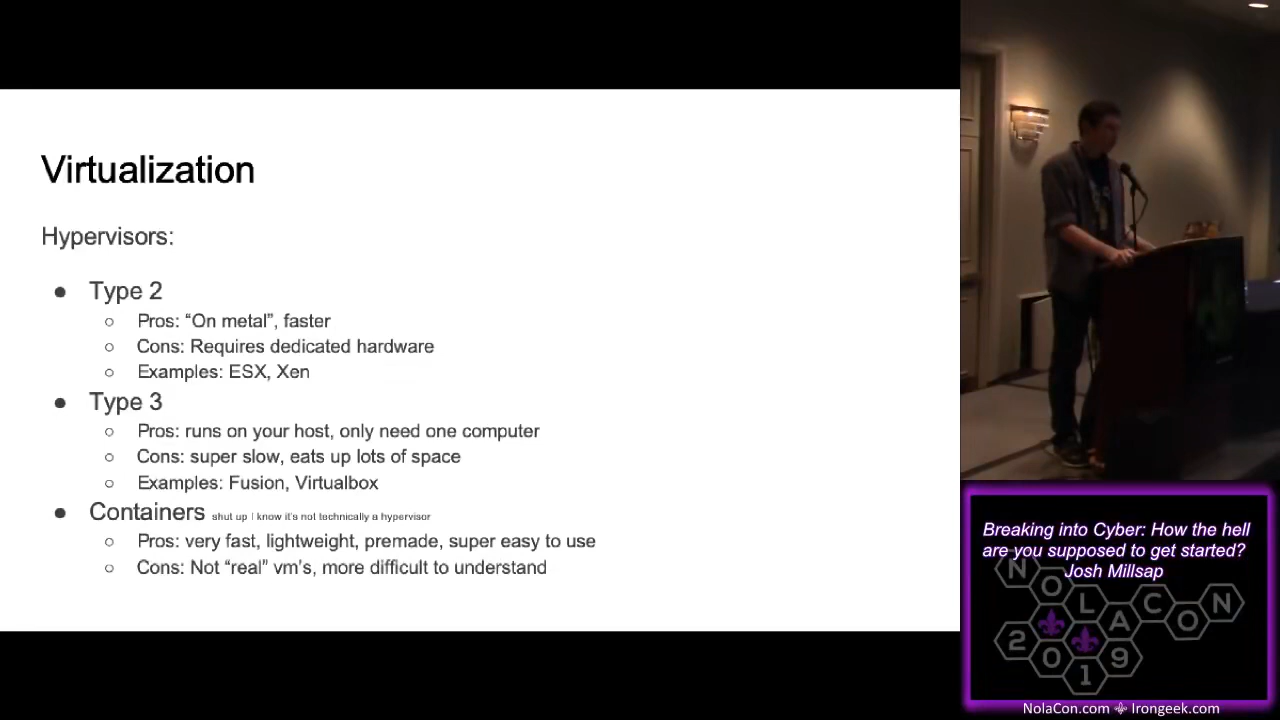 Virtualization
Hypervisors:
● Type 2
○ Pros: “On metal”, faster
○ Cons: Requires dedicated hardware
○ Examples: ESX, Xen
● Type 3
○ Pros: runs on your host, only need one computer
○ Cons: super slow, eats up lots of space
○ Examples: Fusion, Virtualbox
● Containers shut up I know it's not technically a hypervisor
○ Pros: very fast, lightweight, premade, super easy to use
○ Cons: Not “real” vm's, more difficult to understand
Breaking into Cyber: How the hell
are you supposed to get started?
Josh Millsap
NOLACON
2019
NolaCon.com ⚜ Irongeek.com